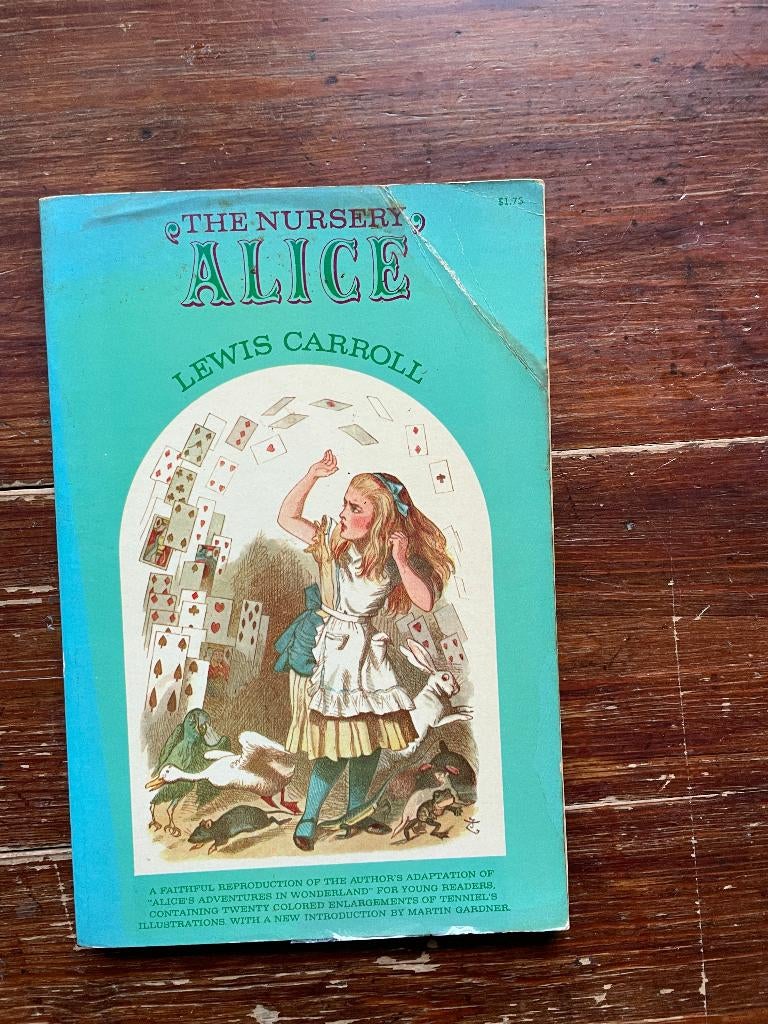 $1.75
THE NURSERY
ALICE
LEWIS CARROLL
A FAITHFUL REPRODUCTION OF THE AUTHOR'S ADAPTATION OF
"ALICE'S ADVENTURES IN WONDERLAND" FOR YOUNG READERS,
CONTAINING TWENTY COLORED ENLARGEMENTS OF TENNIEL'S
ILLUSTRATIONS. WITH A NEW INTRODUCTION BY MARTIN GARDNER.